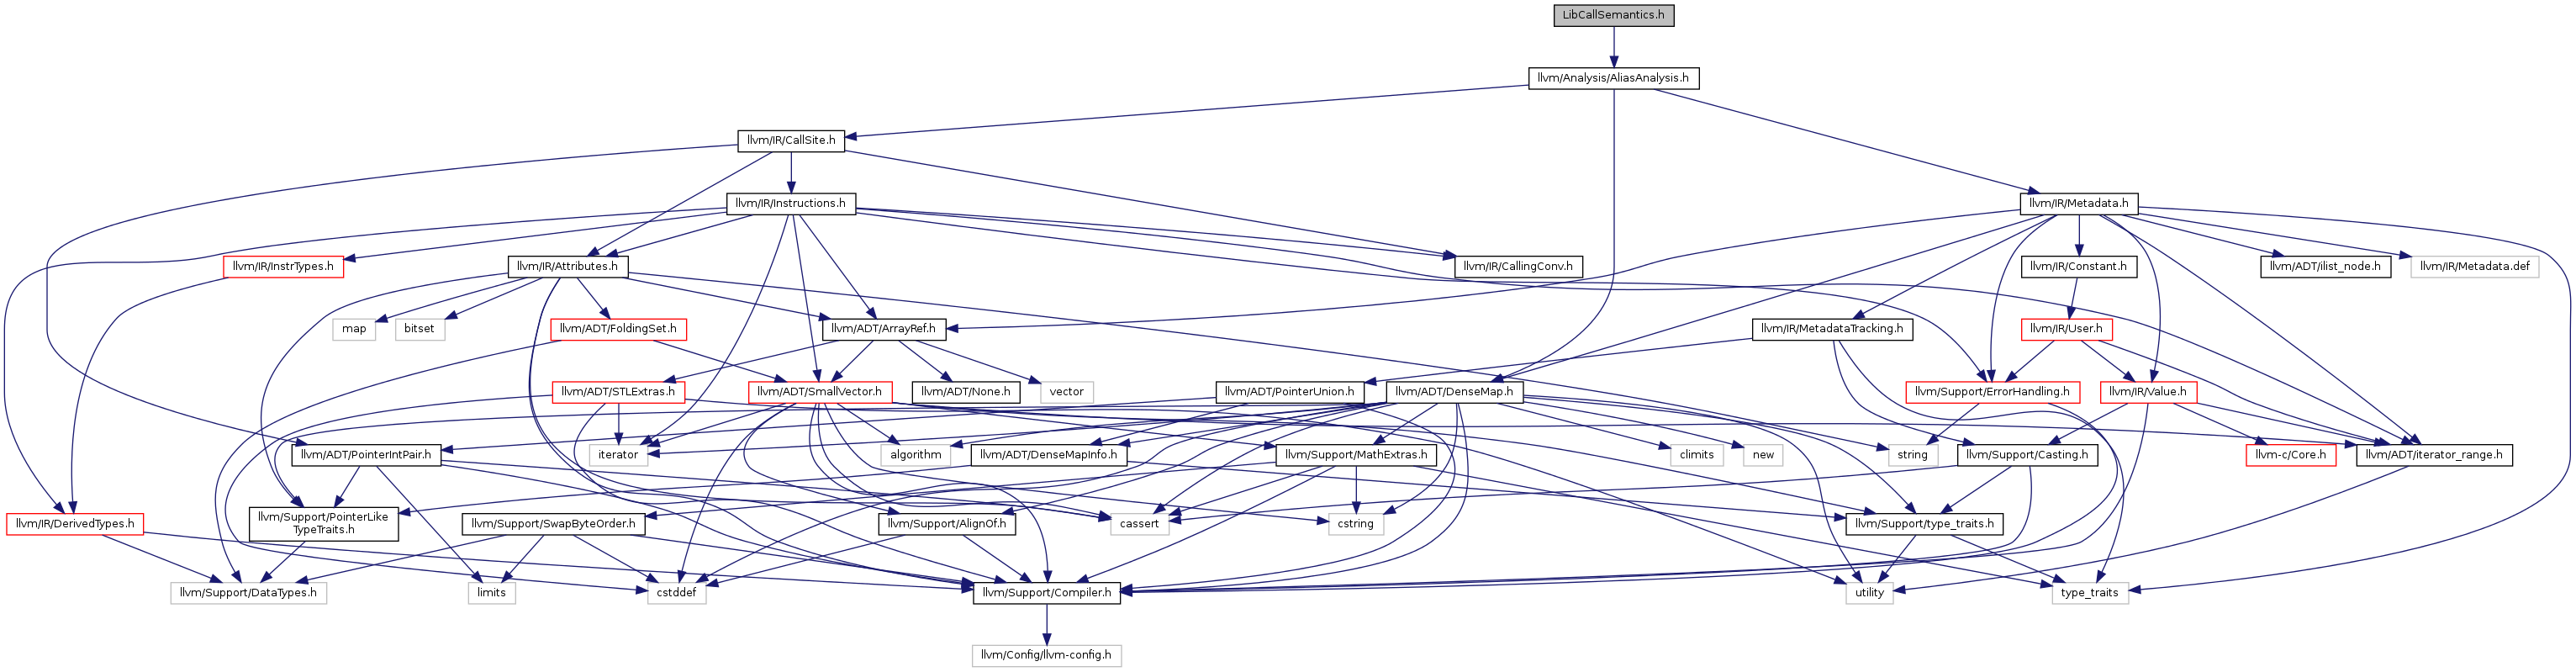 LibCallSemantics.h
llvm/Analysis/AliasAnalysis.h
llvm/IR/CallSite.h
llvm/IR/Instructions.h
llvm/IR/Metadata.h
llvm/IR/InstrTypes.h
llvm/IR/Attributes.h
llvm/IR/CallingConv.h
llvm/IR/Constant.h
llvm/ADT/ilist_node.h
llvm/IR/Metadata.def
map
bitset
llvm/ADT/FoldingSet.h
llvm/ADT/ArrayRef.h
llvm/IR/MetadataTracking.h
llvm/IR/User.h
llvm/ADT/STLExtras.h
llvm/ADT/SmallVector.h
llvm/ADT/None.h
vector
llvm/ADT/PointerUnion.h
llvm/ADT/DenseMap.h
llvm/Support/ErrorHandling.h
llvm/IR/Value.h
llvm/ADT/PointerIntPair.h
iterator
algorithm
llvm/ADT/DenseMapInfo.h
llvm/Support/MathExtras.h
climits
new
string
llvm/Support/Casting.h
llvm-c/Core.h
llvm/ADT/iterator_range.h
llvm/IR/DerivedTypes.h
llvm/Support/PointerLike
TypeTraits.h
llvm/Support/SwapByteOrder.h
llvm/Support/AlignOf.h
cassert
cstring
llvm/Support/type_traits.h
llvm/Support/DataTypes.h
limits
cstddef
llvm/Support/Compiler.h
utility
type_traits
llvm/Config/llvm-config.h